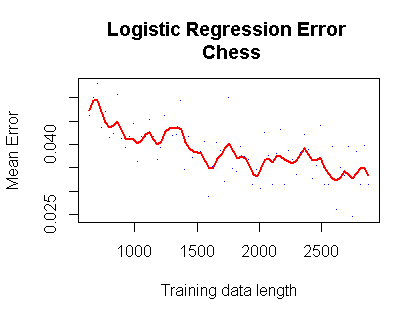 Logistic Regression Error
Chess
Mean Error
0.040
0.025
1000 1500 2000 2500
Training data length